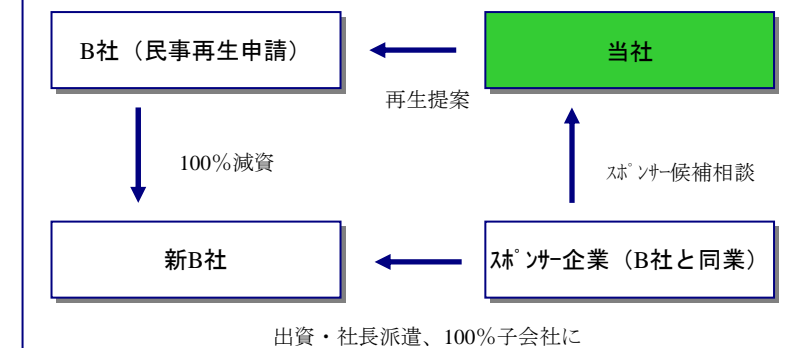 B社（民事再生申請）
当社
再生提案
100％減資
ｽﾎﾟﾝｻｰ候補相談
新B社
ｽﾎﾟﾝｻｰ企業（B社と同業）
出資・社長派遣、100％子会社に